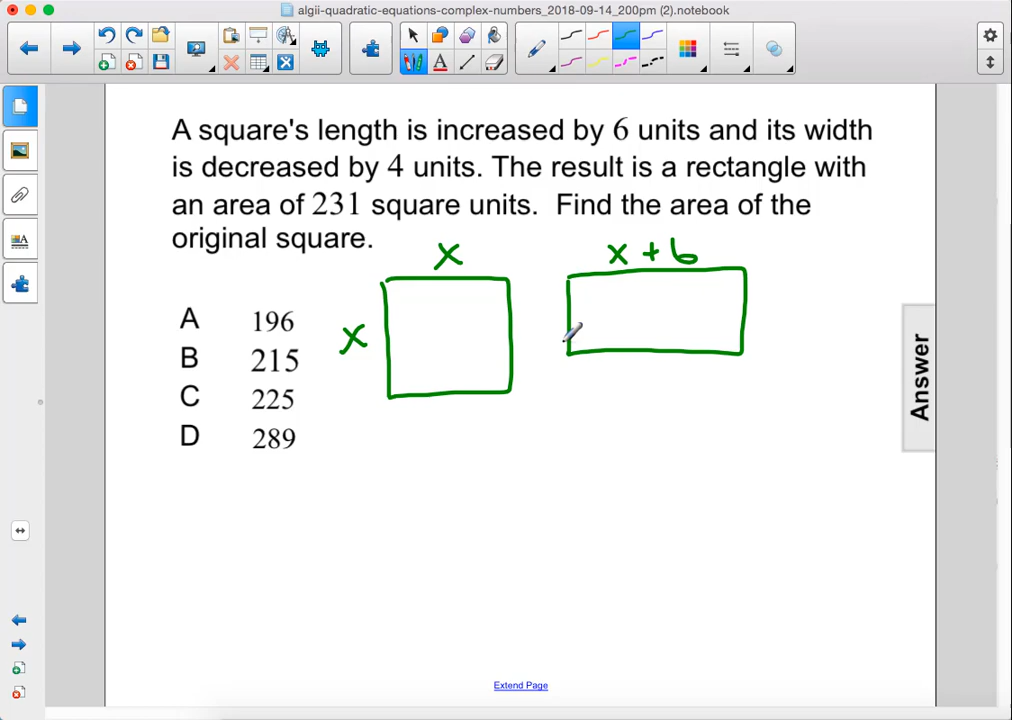 algii-quadratic-equations-complex-numbers_2018-09-14_200pm (2).notebook
A square's length is increased by 6 units and its width
is decreased by 4 units. The result is a rectangle with
an area of 231 square units. Find the area of the
original square.
x
x + 6
x
A 196
B 215
C 225
D 289
Answer
Extend Page